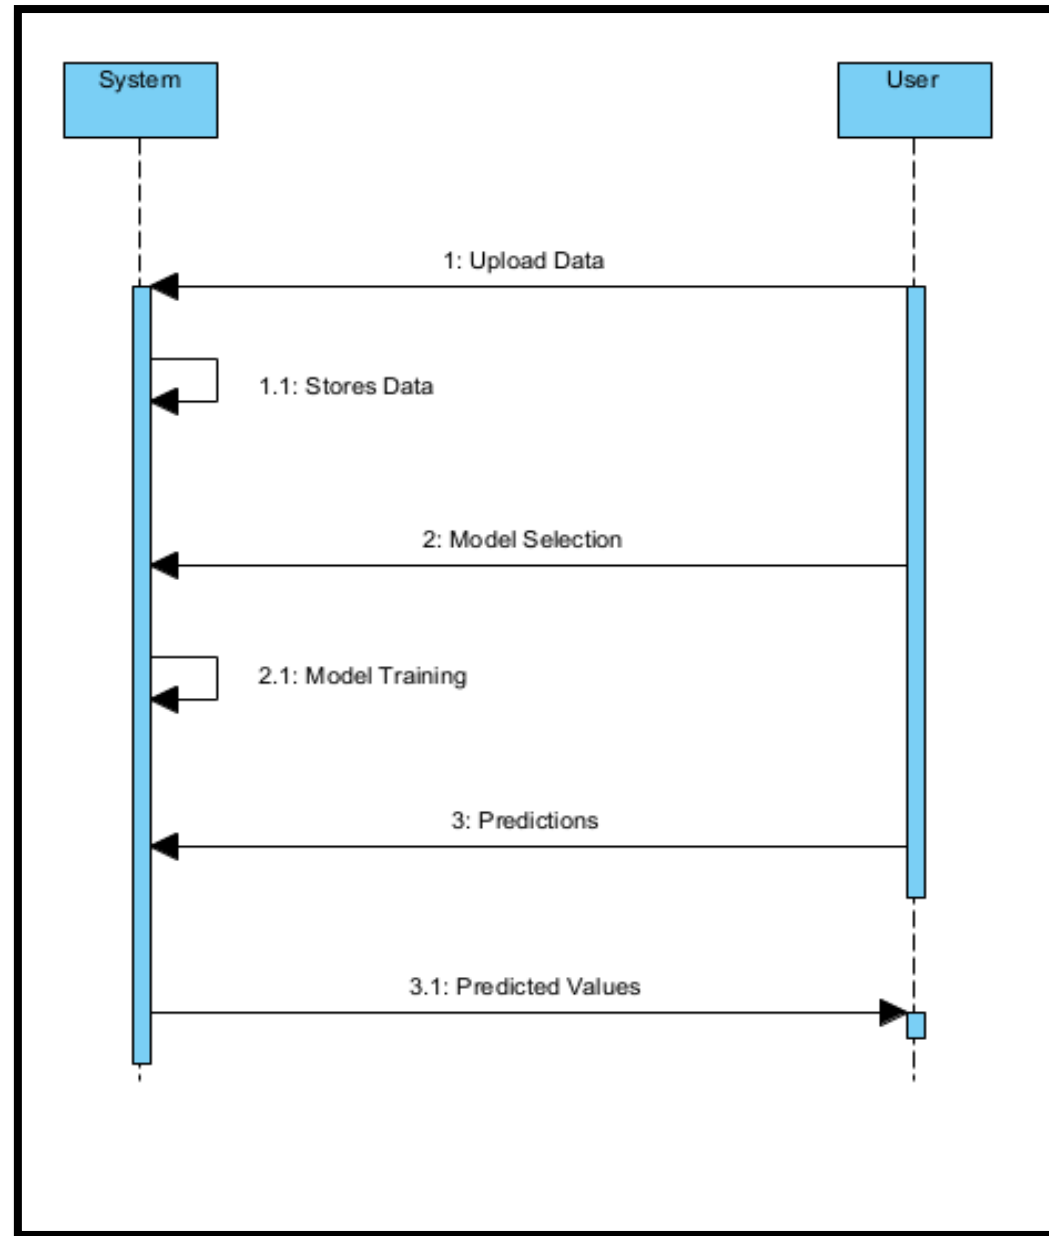 System
User
1: Upload Data
1.1: Stores Data
2: Model Selection
2.1: Model Training
3: Predictions
3.1: Predicted Values